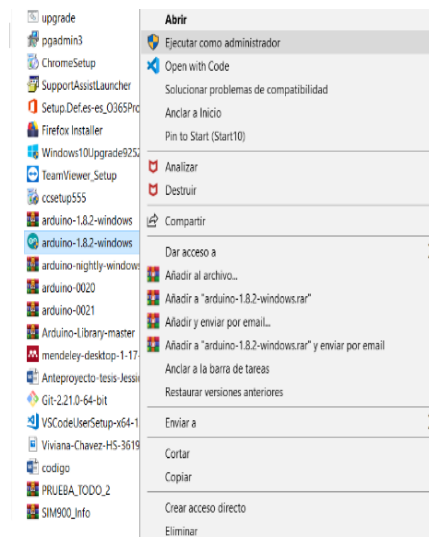 upgrade
pgadmin3
ChromeSetup
SupportAssistLauncher
Setup.Def.es-es_O365Pro
Firefox Installer
Windows10Upgrade9252
TeamViewer_Setup
ccsetup555
arduino-1.8.2-windows
arduino-1.8.2-windows
arduino-nightly-windows
arduino-0020
arduino-0021
Arduino-Library-master
mendeley-desktop-1-17-
Anteproyecto-tesis-Jessi
Git-2.21.0-64-bit
VSCodeUserSetup-x64-1
Viviana-Chavez-HS-3619
codigo
PRUEBA_TODO_2
SIM900_Info
Abrir
Ejecutar como administrador
Open with Code
Solucionar problemas de compatibilidad
Anclar a Inicio
Pin to Start (Start10)
Analizar
Destruir
Compartir
Dar acceso a
Añadir al archivo...
Añadir a "arduino-1.8.2-windows.rar"
Añadir y enviar por email...
Añadir a "arduino-1.8.2-windows.rar" y enviar por email
Anclar a la barra de tareas
Restaurar versiones anteriores
Enviar a
Cortar
Copiar
Crear acceso directo
Eliminar